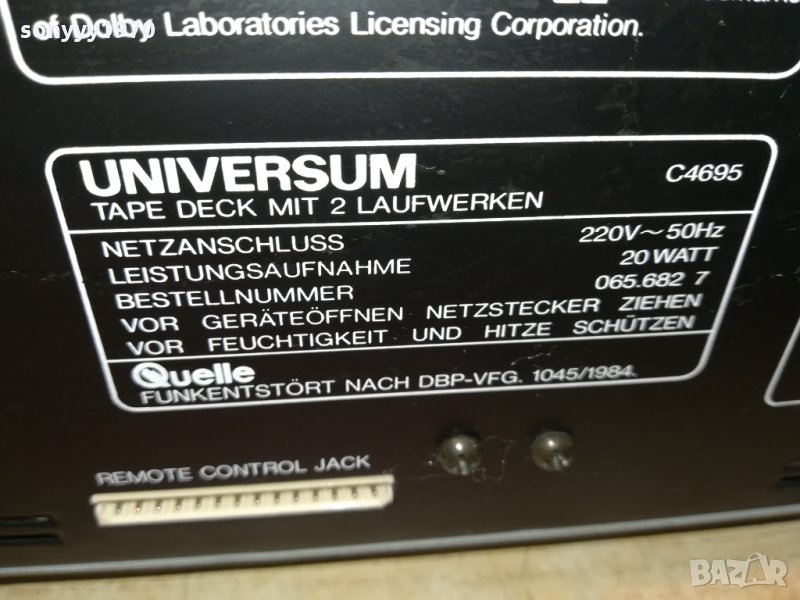 sonyyy1970
of Dolby Laboratories Licensing Corporation.
UNIVERSUM C4695
TAPE DECK MIT 2 LAUFWERKEN
NETZANSCHLUSS 220V~50Hz
LEISTUNGSAUFNAHME 20 WATT
BESTELLNUMMER 065.682 7
VOR GERÄTEÖFFNEN NETZSTECKER ZIEHEN
VOR FEUCHTIGKEIT UND HITZE SCHÜTZEN
Quelle
FUNKENTSTÖRT NACH DBP-VFG. 1045/1984.
REMOTE CONTROL JACK
BAZAR